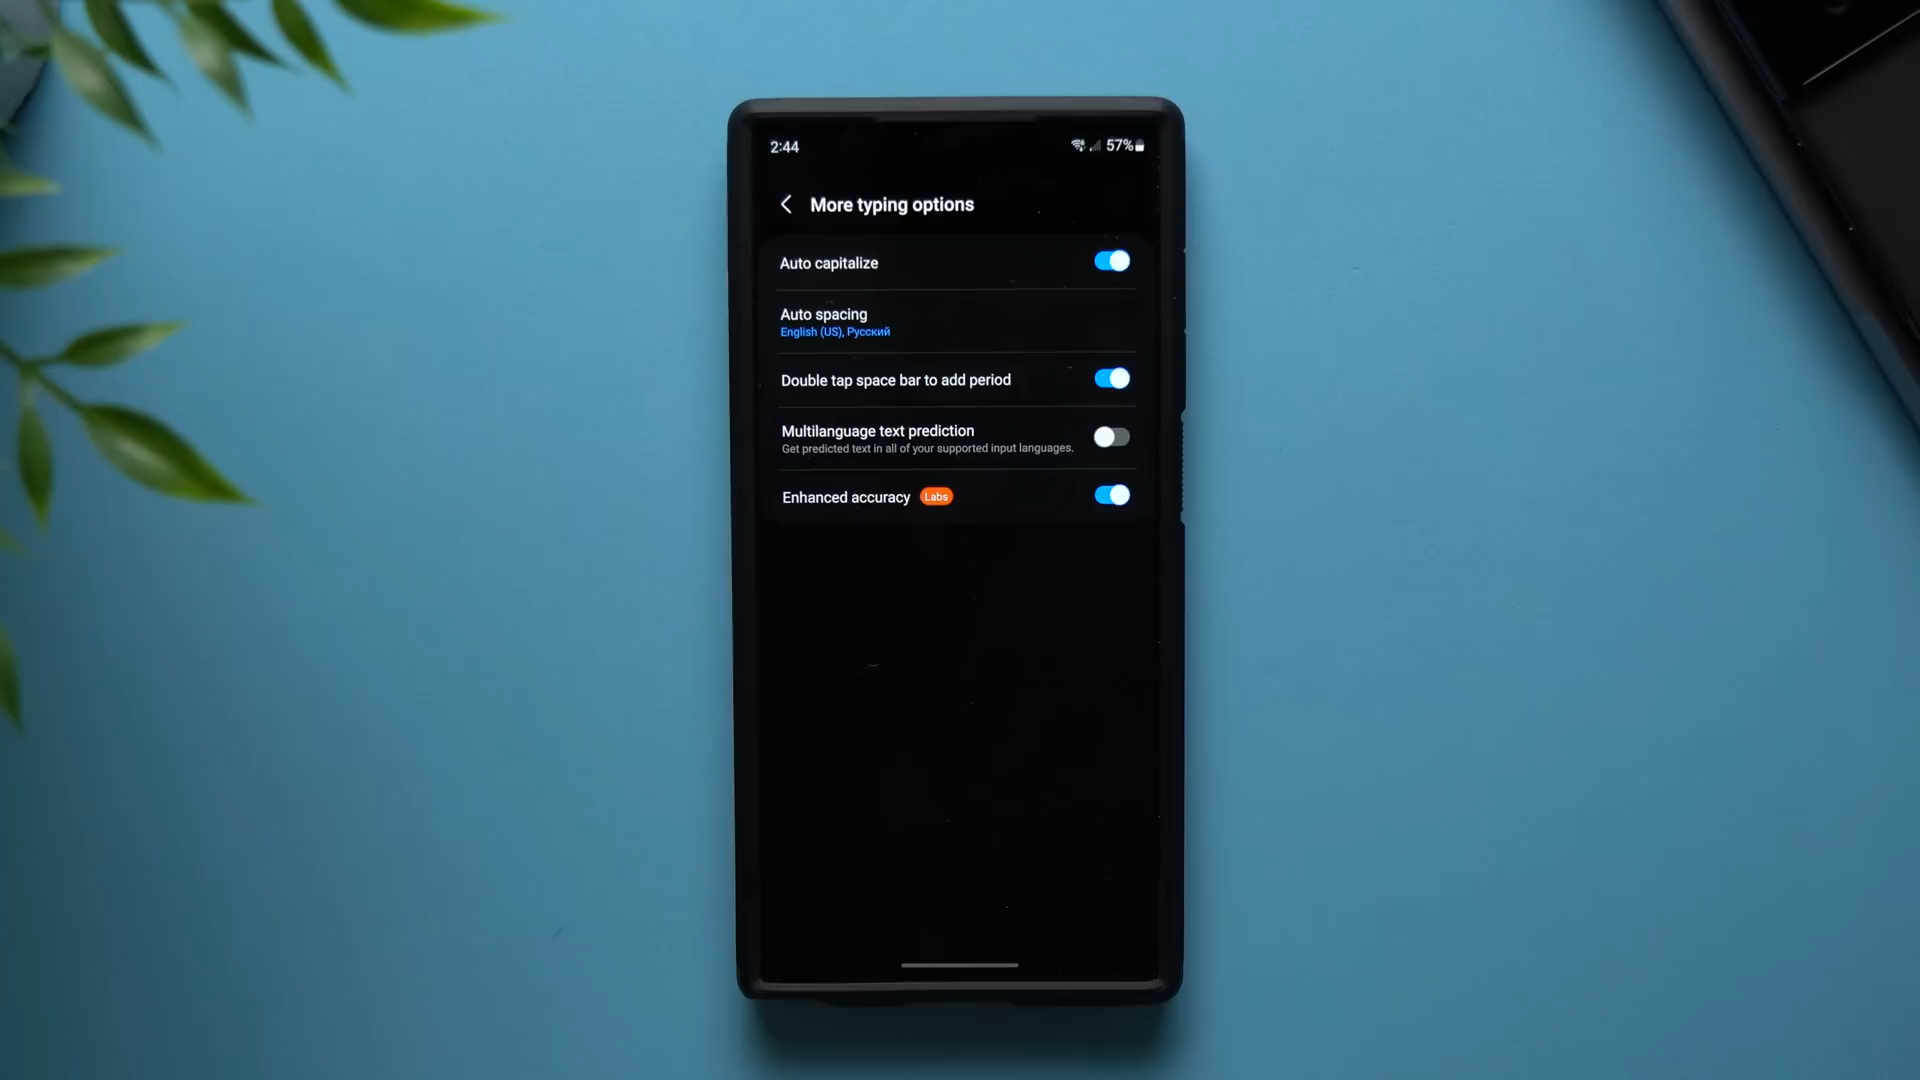 2:44
57%
More typing options
Auto capitalize
Auto spacing
English (US), Русский
Double tap space bar to add period
Multilanguage text prediction
Get predicted text in all of your supported input languages.
Enhanced accuracy Labs